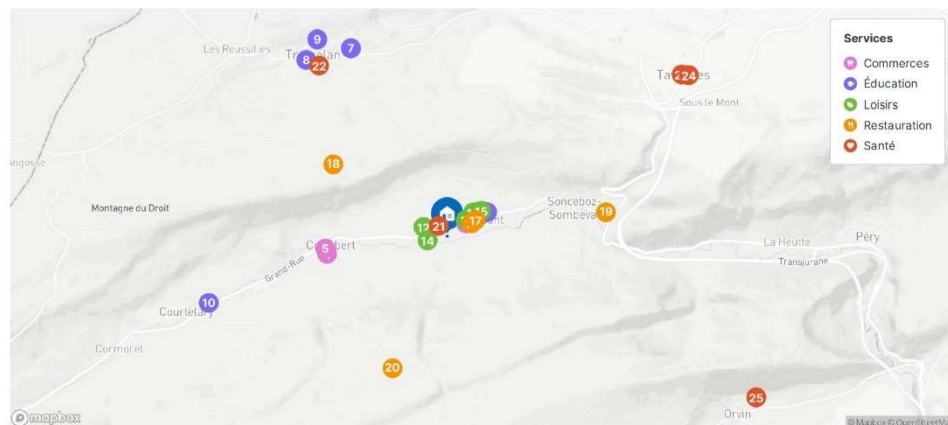 9
7
Les Reussilles
8
22
Services
Commerces
Éducation
Loisirs
Restauration
Santé
24
Sous le Mont
18
Montagne du Droit
15
12
21
17
14
Sonceboz-
Sombeval
19
5
Grand-Rue
La Heutte
Péry
Transjurane
10
Courtelary
Cormoret
20
25
Orvin
mapbox
© Mapbox © OpenStreetM